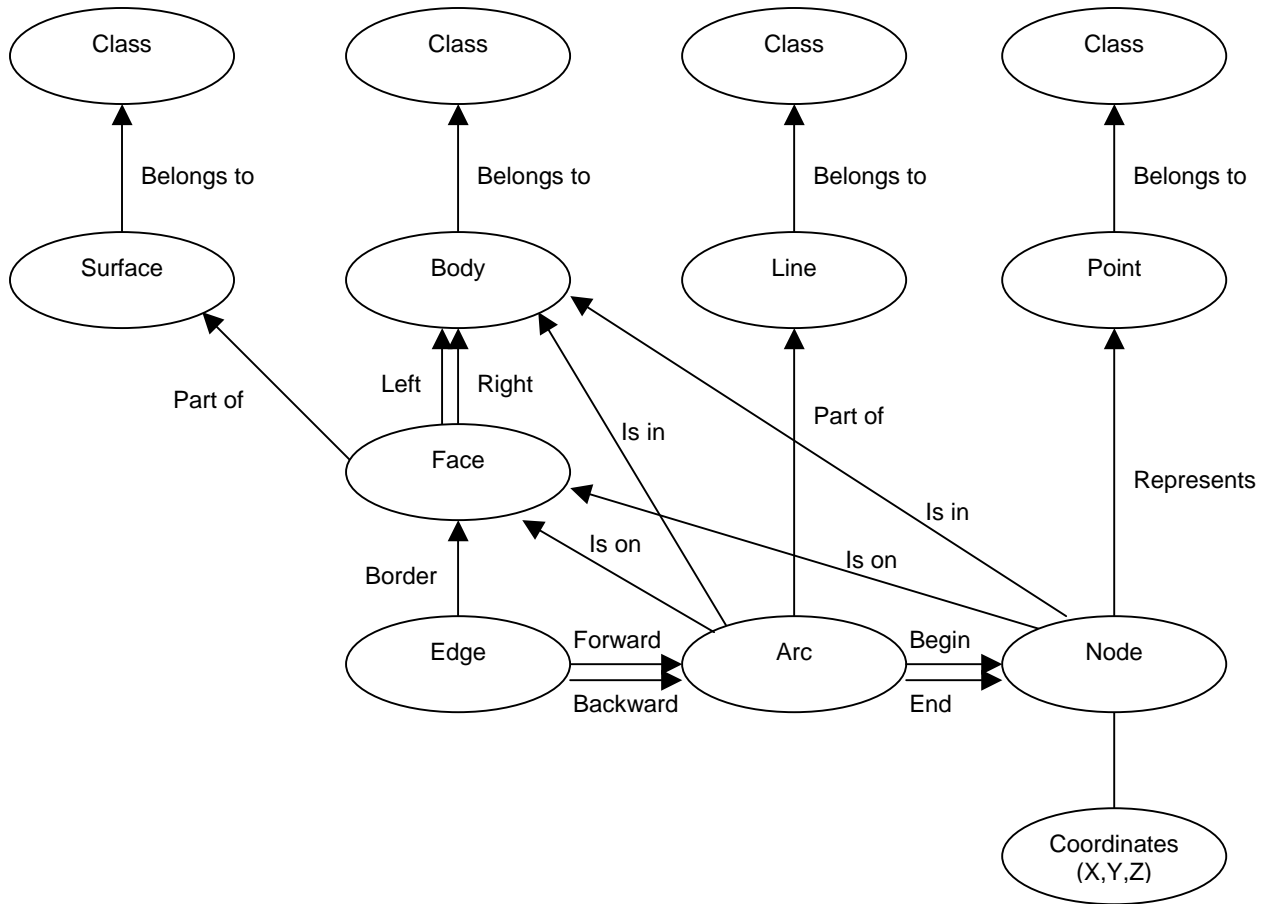 Class
Class
Class
Class
Belongs to
Belongs to
Belongs to
Belongs to
Surface
Body
Line
Point
Left
Right
Part of
Part of
Is in
Face
Represents
Is in
Is on
Is on
Border
Edge
Forward
Arc
Begin
Node
Backward
End
Coordinates
(X,Y,Z)